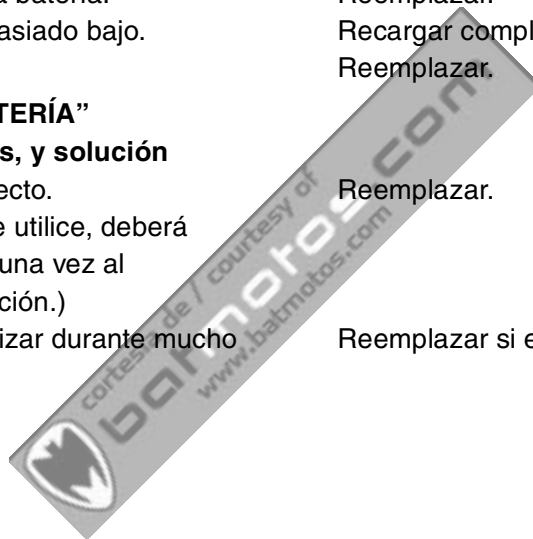 batería.
Reemplazar.
asiado bajo.
Recargar compl
Reemplazar.
TERÍA”
s, y solución
ecto.
Reemplazar.
e utilice, deberá
una vez al
ción.)
izar durante mucho
Reemplazar si e
cortesía de / courtesy of
batmotos.com
www.batmotos.com